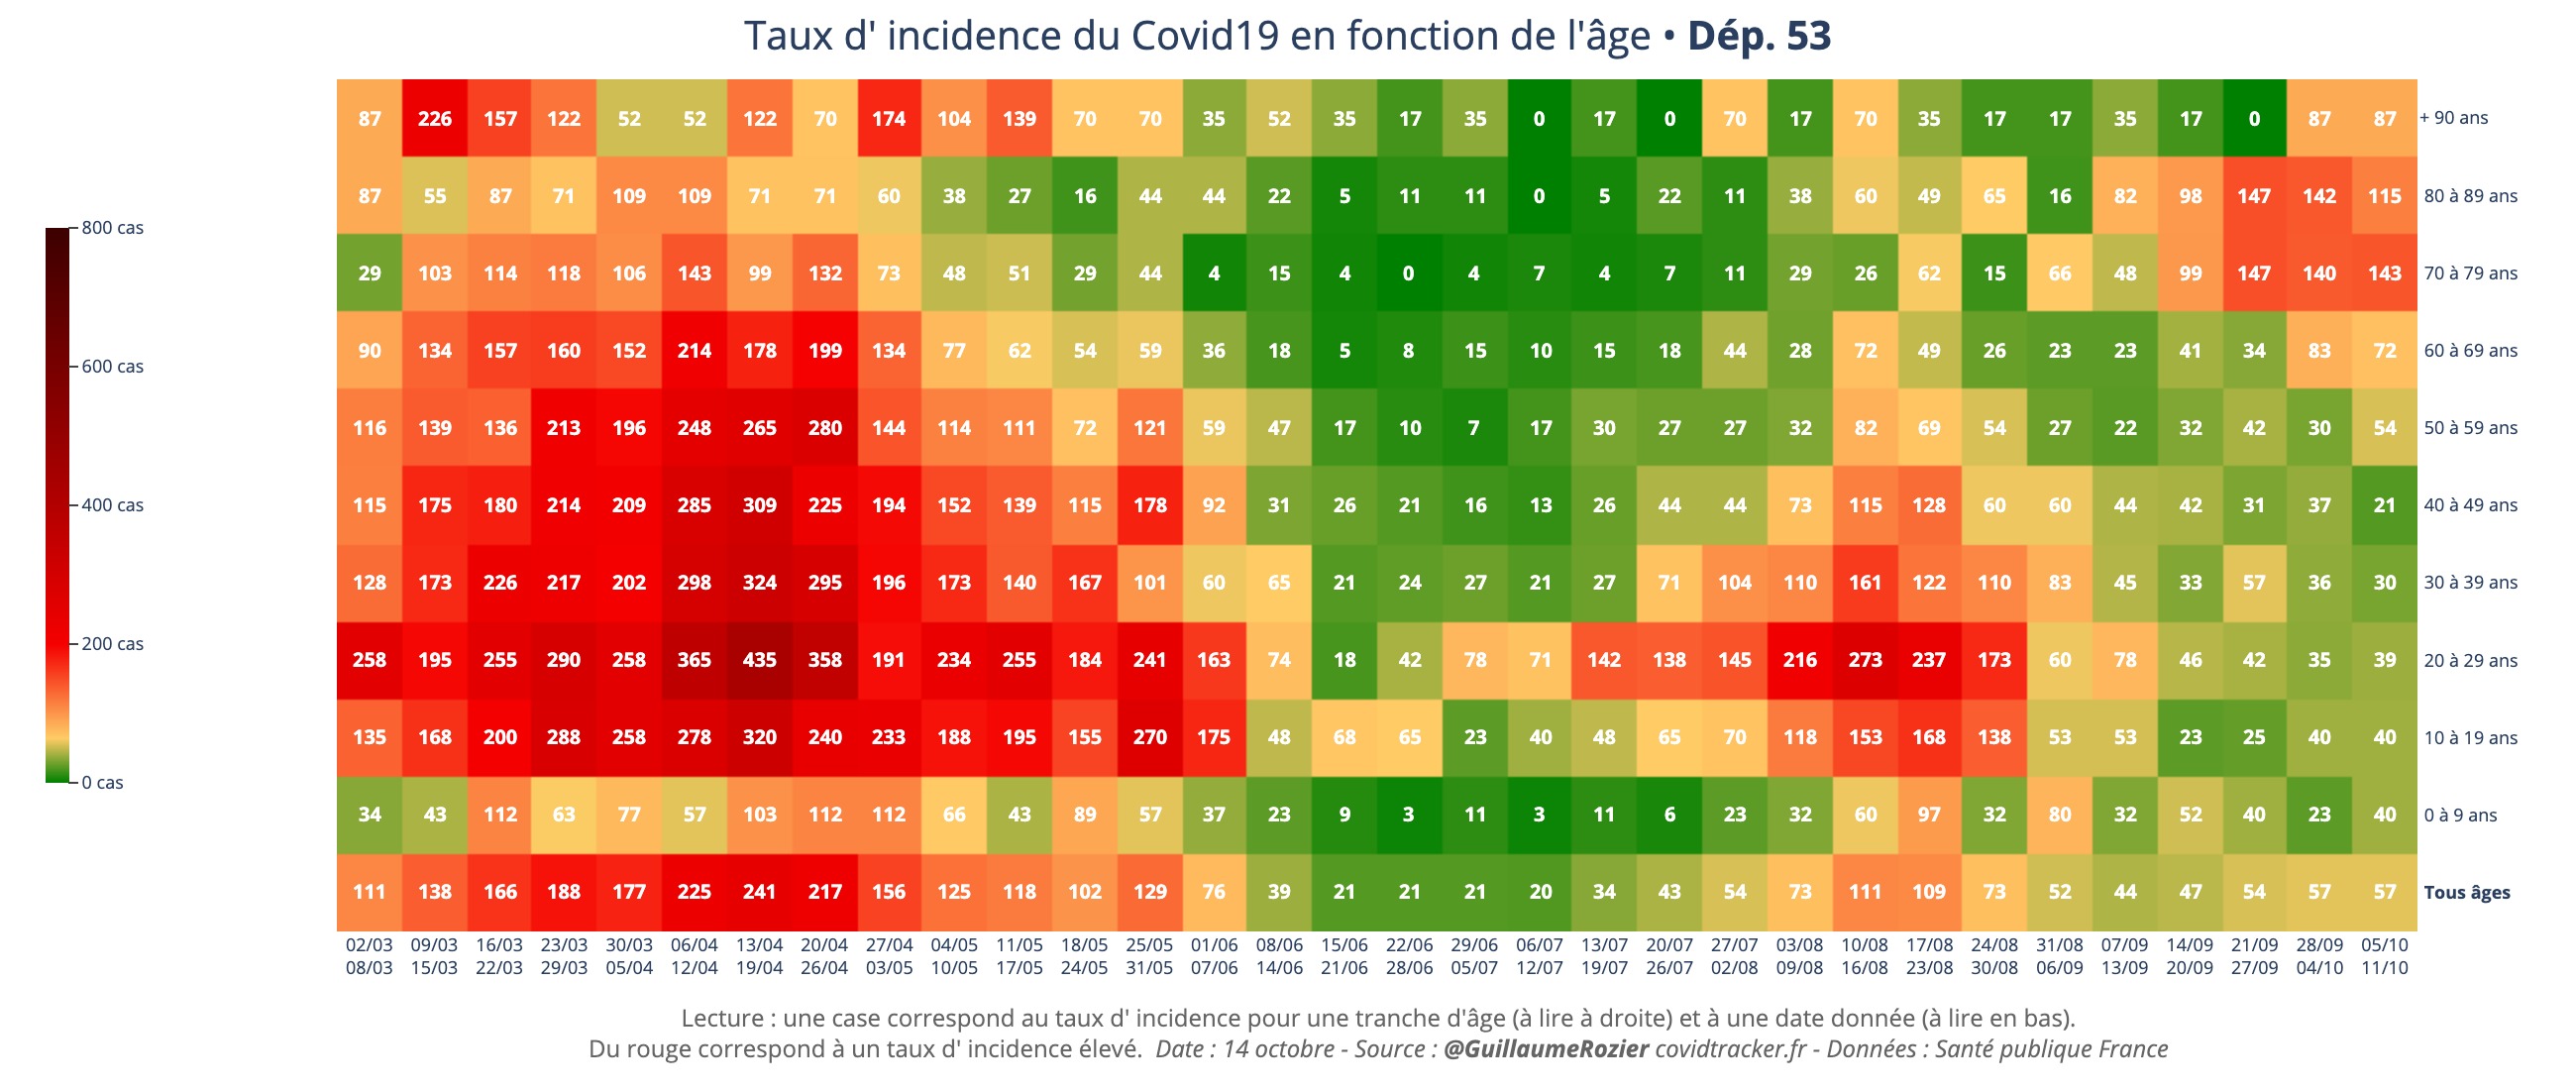 Taux d' incidence du Covid19 en fonction de l'âge • Dép. 53
800 cas
600 cas
400 cas
200 cas
0 cas
87 226 157 122 52 52 122 70 174 104 139 70 70 35 52 35 17 35 0 17 0 70 17 70 35 17 17 35 17 0 87 87 + 90 ans
87 55 87 71 109 109 71 71 60 38 27 16 44 44 22 5 11 11 0 5 22 11 38 60 49 65 16 82 98 147 142 115 80 à 89 ans
29 103 114 118 106 143 99 132 73 48 51 29 44 4 15 4 0 4 7 4 7 11 29 26 62 15 66 48 99 147 140 143 70 à 79 ans
90 134 157 160 152 214 178 199 134 77 62 54 59 36 18 5 8 15 10 15 18 44 28 72 49 26 23 23 41 34 83 72 60 à 69 ans
116 139 136 213 196 248 265 280 144 114 111 72 121 59 47 17 10 7 17 30 27 27 32 82 69 54 27 22 32 42 30 54 50 à 59 ans
115 175 180 214 209 285 309 225 194 152 139 115 178 92 31 26 21 16 13 26 44 44 73 115 128 60 60 44 42 31 37 21 40 à 49 ans
128 173 226 217 202 298 324 295 196 173 140 167 101 60 65 21 24 27 21 27 71 104 110 161 122 110 83 45 33 57 36 30 30 à 39 ans
258 195 255 290 258 365 435 358 191 234 255 184 241 163 74 18 42 78 71 142 138 145 216 273 237 173 60 78 46 42 35 39 20 à 29 ans
135 168 200 288 258 278 320 240 233 188 195 155 270 175 48 68 65 23 40 48 65 70 118 153 168 138 53 53 23 25 40 40 10 à 19 ans
34 43 112 63 77 57 103 112 112 66 43 89 57 37 23 9 3 11 3 11 6 23 32 60 97 32 80 32 52 40 23 40 0 à 9 ans
111 138 166 188 177 225 241 217 156 125 118 102 129 76 39 21 21 21 20 34 43 54 73 111 109 73 52 44 47 54 57 57 Tous âges
02/03 09/03 16/03 23/03 30/03 06/04 13/04 20/04 27/04 04/05 11/05 18/05 25/05 01/06 08/06 15/06 22/06 29/06 06/07 13/07 20/07 27/07 03/08 10/08 17/08 24/08 31/08 07/09 14/09 21/09 28/09 05/10
08/03 15/03 22/03 29/03 05/04 12/04 19/04 26/04 03/05 10/05 17/05 24/05 31/05 07/06 14/06 21/06 28/06 05/07 12/07 19/07 26/07 02/08 09/08 16/08 23/08 30/08 06/09 13/09 20/09 27/09 04/10 11/10
Lecture : une case correspond au taux d' incidence pour une tranche d'âge (à lire à droite) et à une date donnée (à lire en bas).
Du rouge correspond à un taux d' incidence élevé. Date : 14 octobre - Source : @GuillaumeRozier covidtracker.fr - Données : Santé publique France